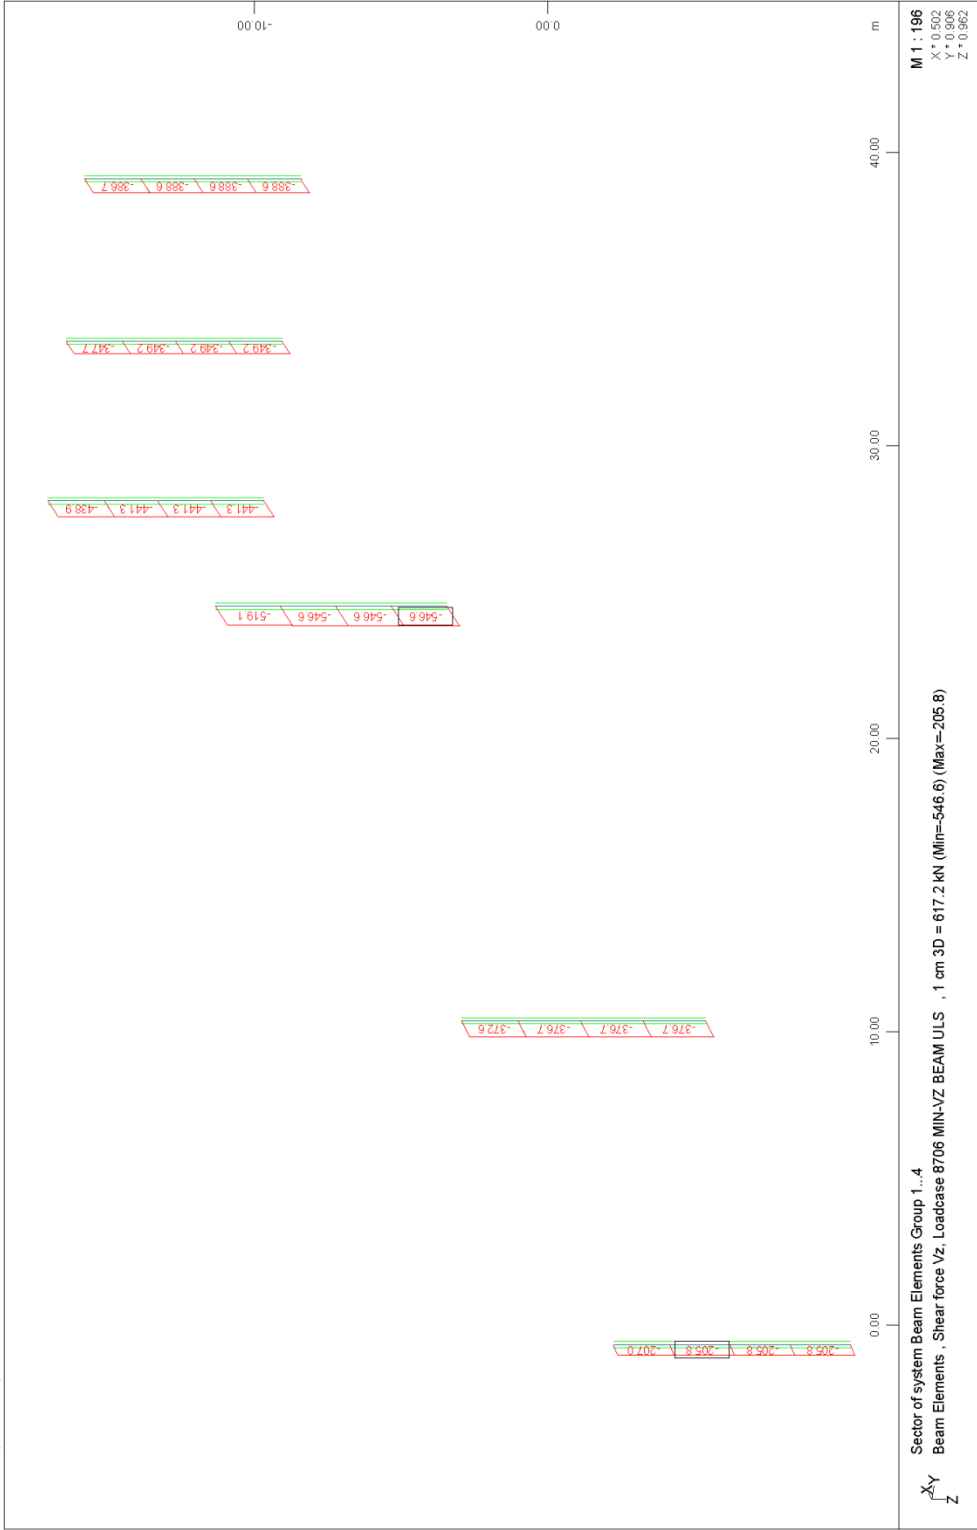 -10.00
0.00
m
-386.7 -388.6 -388.6 -388.6
40.00
-347.7 -349.2 -349.2 -349.2
30.00
-438.9 -441.3 -441.3 -441.3
-519.1 -546.6 -546.6 -546.6
20.00
-372.6 -376.7 -376.7 -376.7
10.00
-207.0 -205.8 -205.8 -205.8
0.00
M 1 : 196
X * 0.502
Y * 0.906
Z * 0.962
Sector of system Beam Elements Group 1...4
Beam Elements , Shear force Vz, Loadcase 8706 MIN-VZ BEAM ULS , 1 cm 3D = 617.2 kN (Min=-546.6) (Max=-205.8)
X
Y
Z